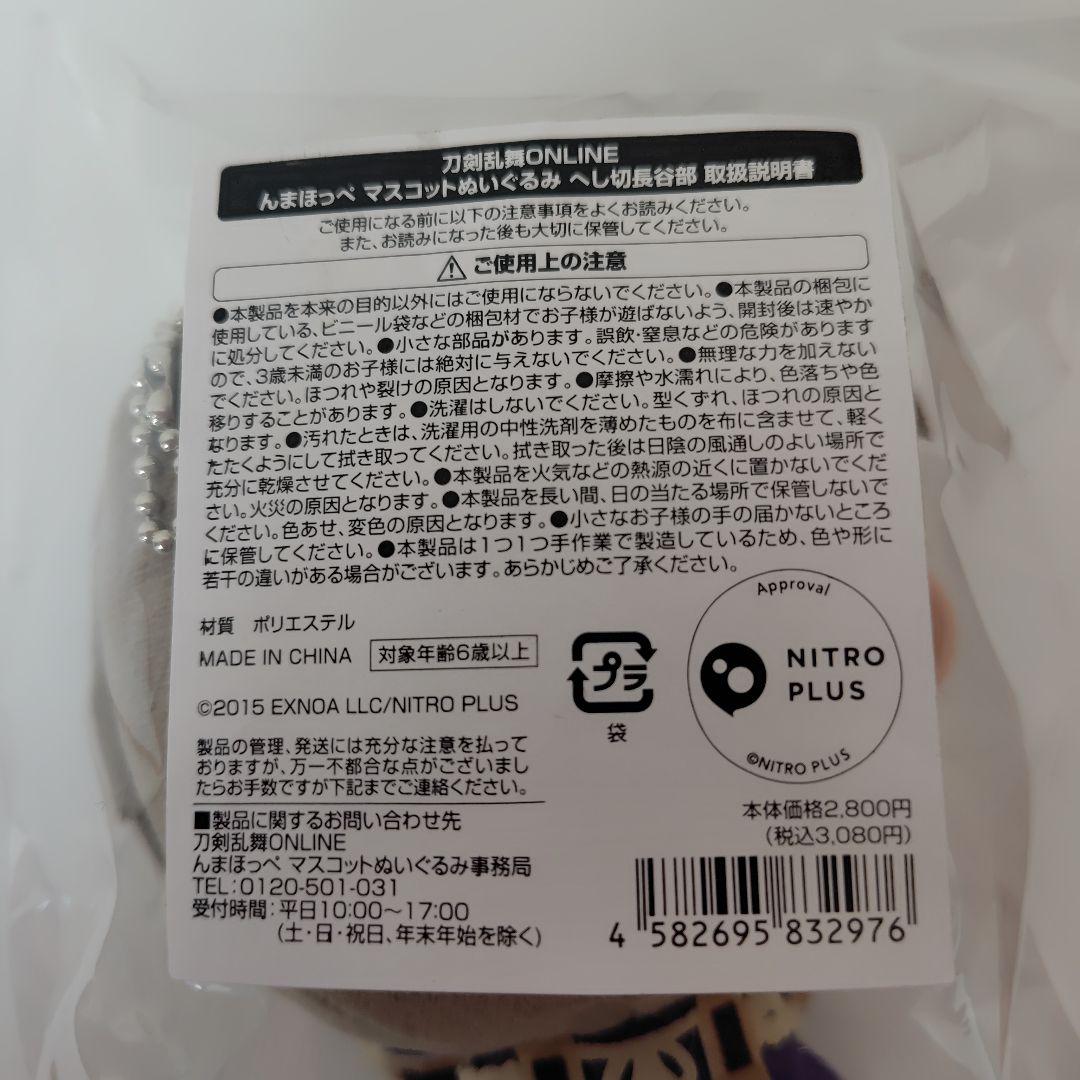 刀剣乱舞ONLINE
んまほっぺ マスコットぬいぐるみ へし切長谷部 取扱説明書
ご使用になる前に以下の注意事項をよくお読みください。
また、お読みになった後も大切に保管してください。
⚠ ご使用上の注意
●本製品を本来の目的以外にはご使用にならないでください。●本製品の梱包に
使用している、ビニール袋などの梱包材でお子様が遊ばないよう、開封後は速やか
に処分してください。●小さな部品があります。誤飲・窒息などの危険があります
ので、3歳未満のお子様には絶対に与えないでください。●無理な力を加えない
でください。ほつれや裂けの原因となります。●摩擦や水濡れにより、色落ちや色
移りすることがあります。●洗濯はしないでください。型くずれ、ほつれの原因と
なります。●汚れたときは、洗濯用の中性洗剤を薄めたものを布に含ませて、軽く
たたくようにして拭き取ってください。拭き取った後は日陰の風通しのよい場所で
充分に乾燥させてください。●本製品を火気などの熱源の近くに置かないでくだ
さい。火災の原因となります。●本製品を長い間、日の当たる場所で保管しないで
ください。色あせ、変色の原因となります。●小さなお子様の手の届かないところ
に保管してください。●本製品は1つ1つ手作業で製造しているため、色や形に
若干の違いがある場合がございます。あらかじめご了承ください。
材質 ポリエステル
MADE IN CHINA 対象年齢6歳以上
©2015 EXNOA LLC/NITRO PLUS
プラ
袋
Approval
NITRO
PLUS
©NITRO PLUS
製品の管理、発送には充分な注意を払って
おりますが、万一不都合な点がございまし
たらお手数ですが下記までご連絡ください。
■製品に関するお問い合わせ先
刀剣乱舞ONLINE
んまほっぺ マスコットぬいぐるみ事務局
TEL:0120-501-031
受付時間:平日10:00～17:00
(土・日・祝日、年末年始を除く)
本体価格2,800円
(税込3,080円)
4 582695 832976